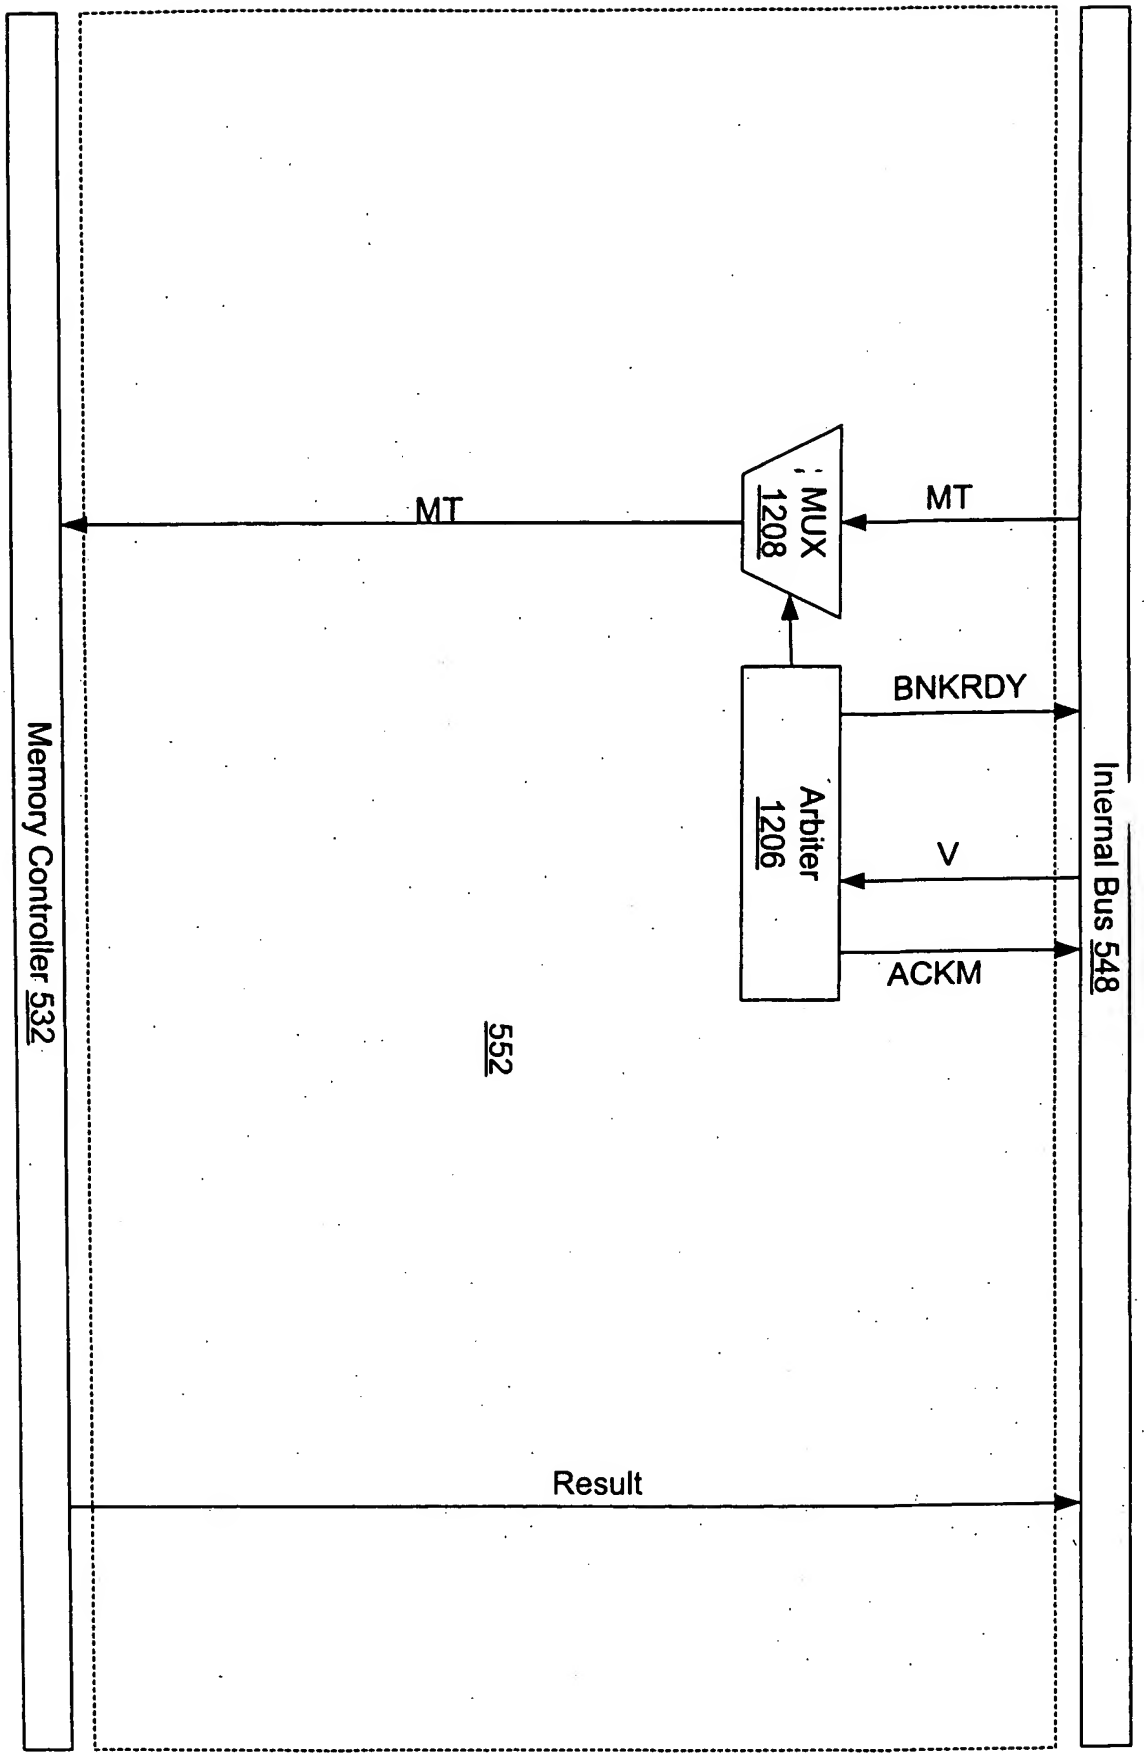 Internal Bus 548
MT
BNKRDY
V
ACKM
MUX
1208
Arbiter
1206
MT
552
Result
Memory Controller 532